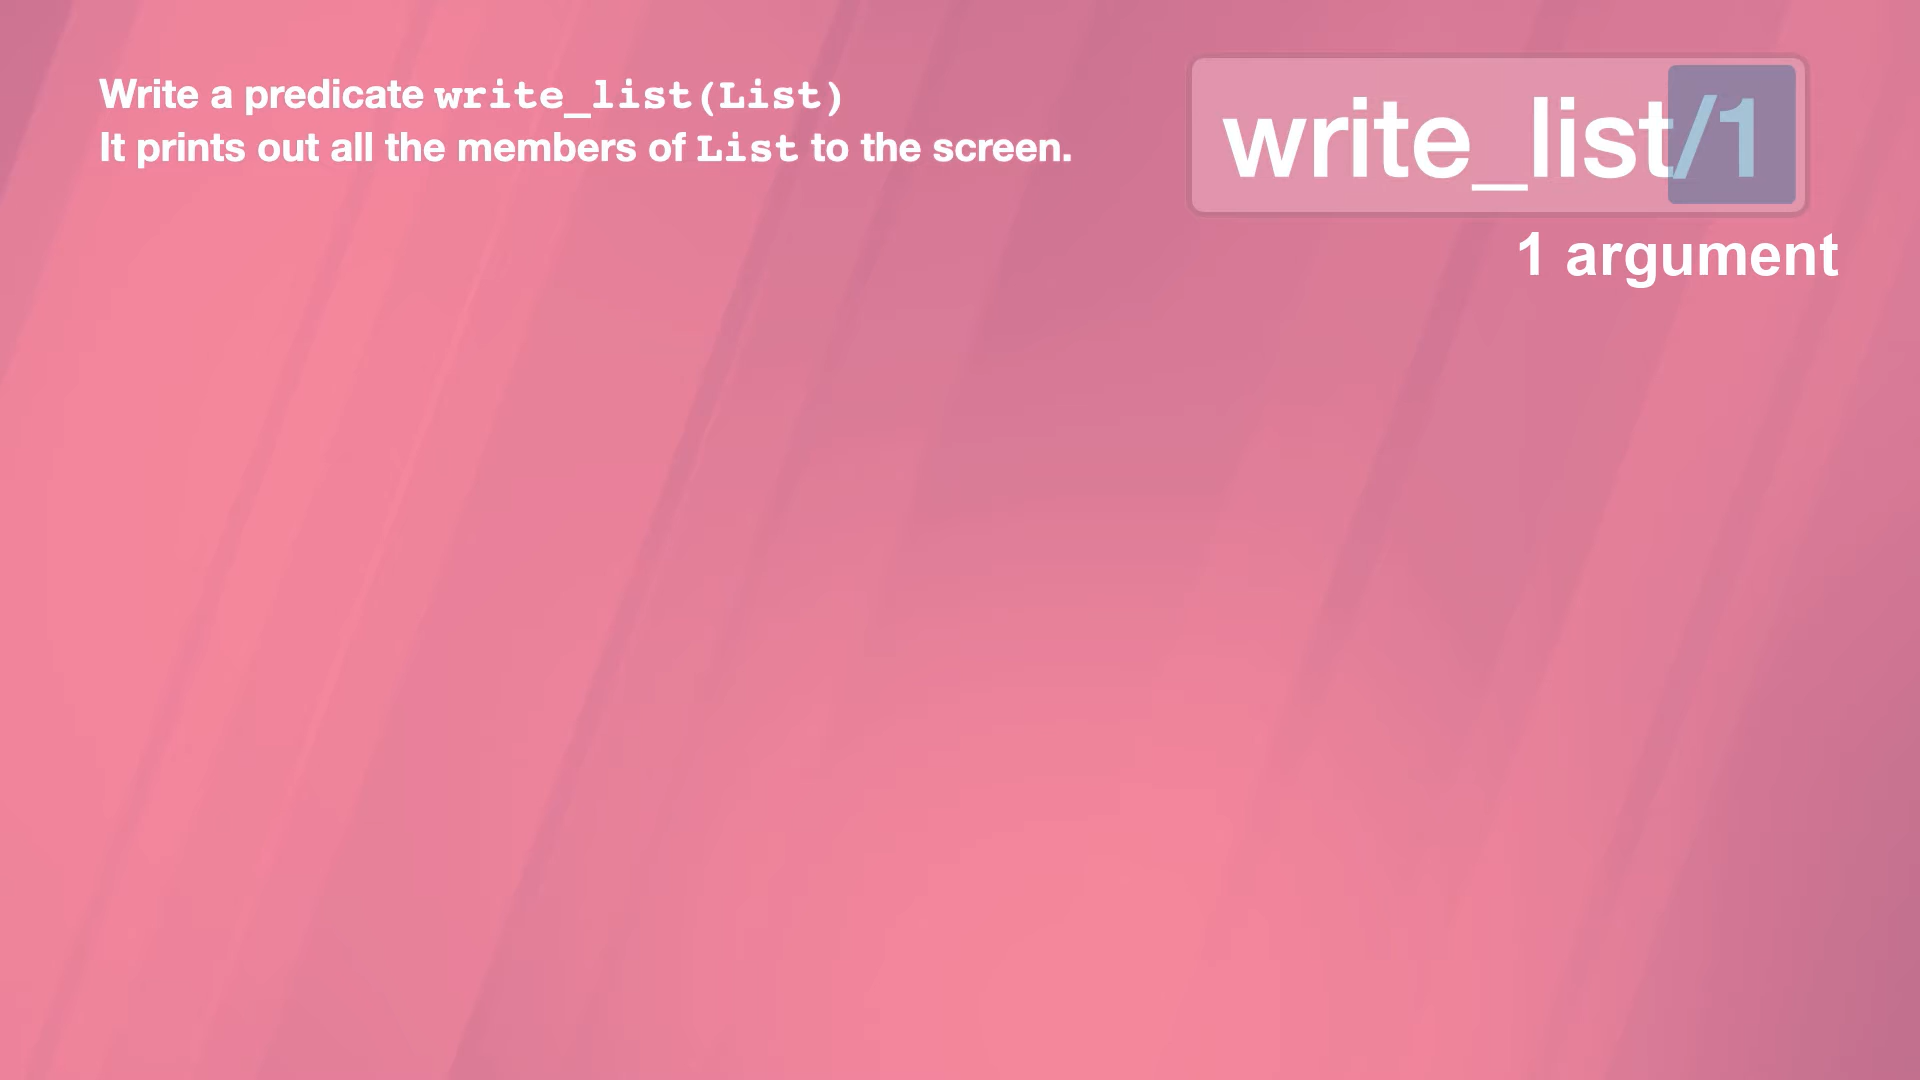 Write a predicate write_list(List)
It prints out all the members of List to the screen.
write_list/1
1 argument